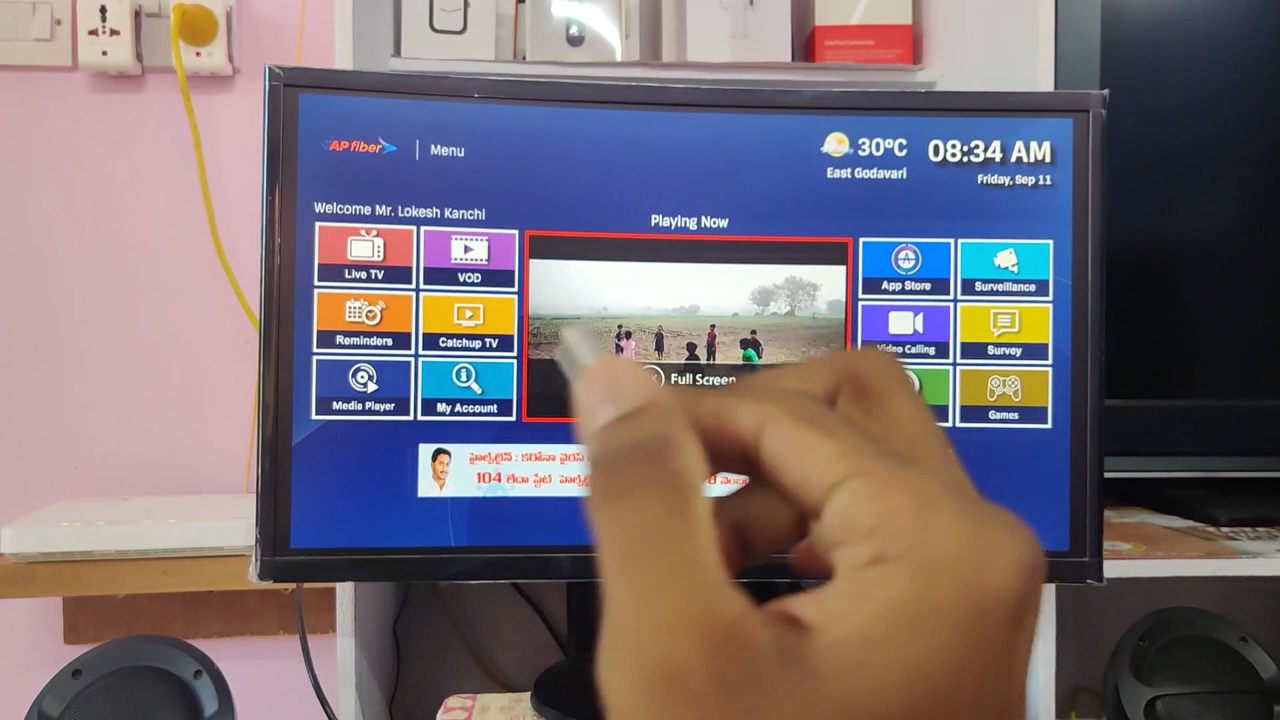 AP fiber
Menu
30°C
08:34 AM
East Godavari
Friday, Sep 11
Welcome Mr. Lokesh Kanchi
Playing Now
Live TV
VOD
App Store
Surveillance
Reminders
Catchup TV
Video Calling
Survey
Full Screen
Media Player
My Account
Games
హెల్ప్‌లైన్ : కరోనా వైరస్
104 లేదా స్టేట్